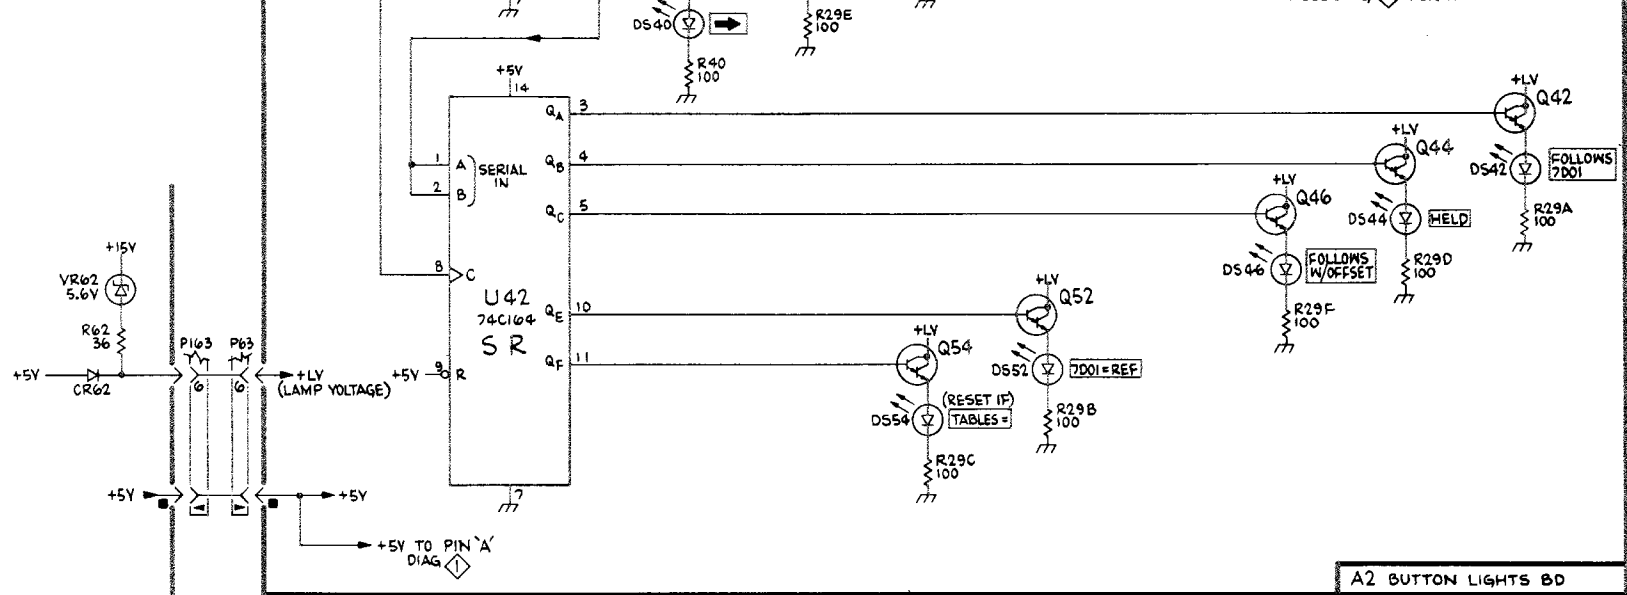 DS40
R29E
100
R40
100
+5V
14
QA 3
+LV
Q42
1 A
2 B
SERIAL
IN
QB 4
+LV
Q44
DS42
FOLLOWS
7D01
QC 5
+LV
Q46
DS44
HELD
R29A
100
+15V
8 C
DS46
FOLLOWS
W/OFFSET
R29D
100
VR62
5.6V
U42
74C164
SR
QE 10
+LV
Q52
R29F
100
R62
36
P163
P63
QF 11
+LV
Q54
DS52
7D01=REF
+5V
CR62
6
6
+LV
(LAMP VOLTAGE)
+5V
9 R
(RESET IF)
DS54
TABLES=
R29B
100
R29C
100
+5V
+5V
7
+5V TO PIN 'A'
DIAG 1
A2 BUTTON LIGHTS BD